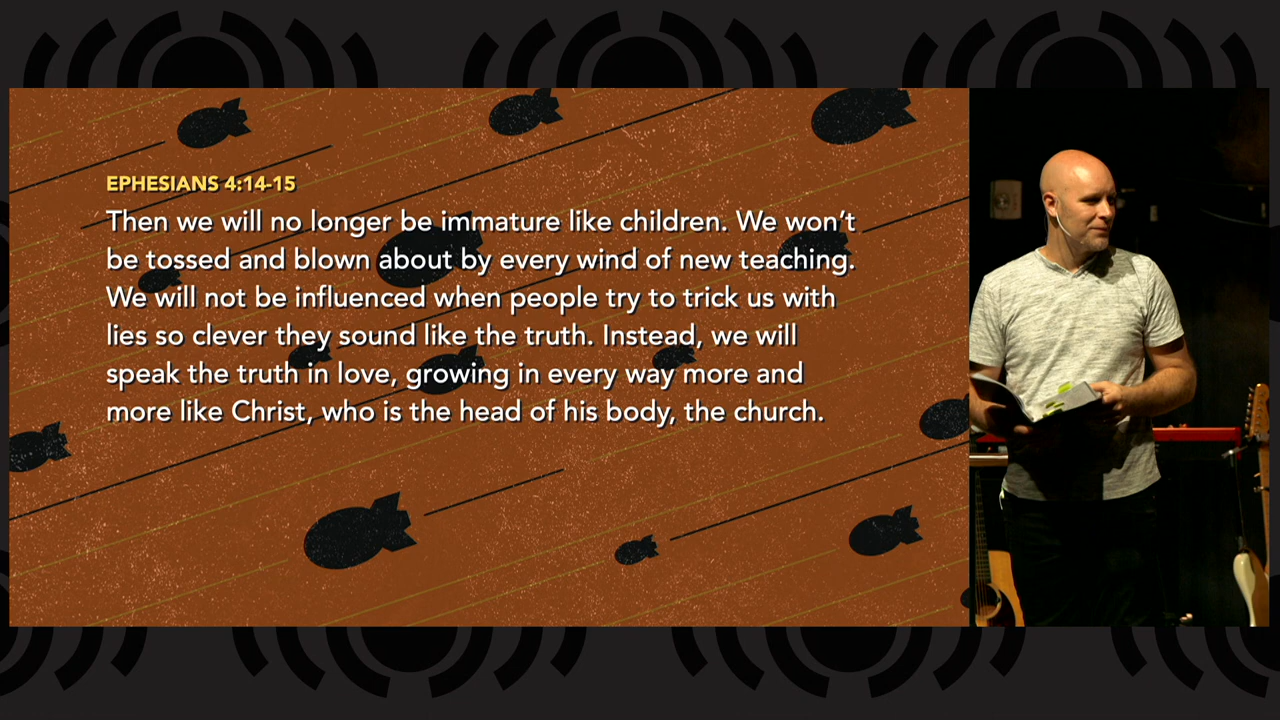 EPHESIANS 4:14-15
Then we will no longer be immature like children. We won’t
be tossed and blown about by every wind of new teaching.
We will not be influenced when people try to trick us with
lies so clever they sound like the truth. Instead, we will
speak the truth in love, growing in every way more and
more like Christ, who is the head of his body, the church.